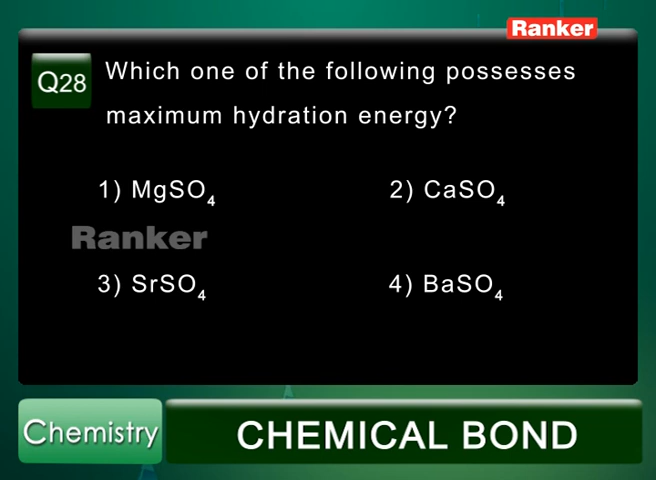 Ranker
Q28
Which one of the following possesses
maximum hydration energy?
1) MgSO₄ 2) CaSO₄
Ranker
3) SrSO₄ 4) BaSO₄
Chemistry
CHEMICAL BOND